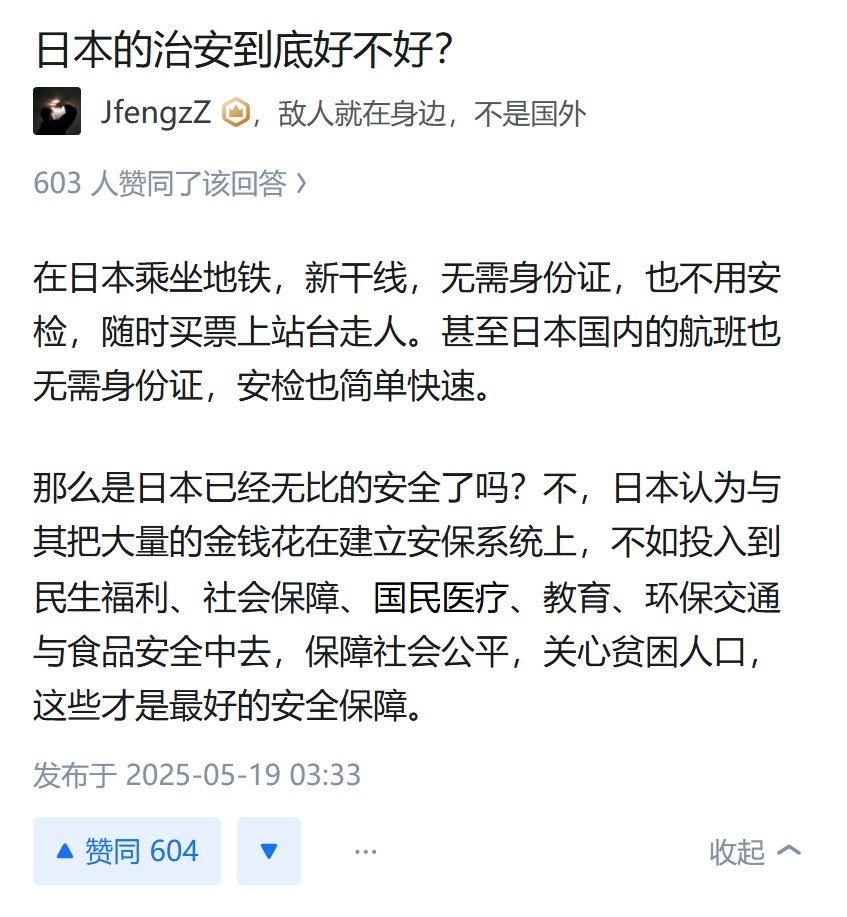 日本的治安到底好不好？
JfengzZ ，敌人就在身边，不是国外
603 人赞同了该回答 ›
在日本乘坐地铁，新干线，无需身份证，也不用安
检，随时买票上站台走人。甚至日本国内的航班也
无需身份证，安检也简单快速。
那么是日本已经无比的安全了吗？不，日本认为与
其把大量的金钱花在建立安保系统上，不如投入到
民生福利、社会保障、国民医疗、教育、环保交通
与食品安全中去，保障社会公平，关心贫困人口，
这些才是最好的安全保障。
发布于 2025-05-19 03:33
赞同 604 ··· 收起